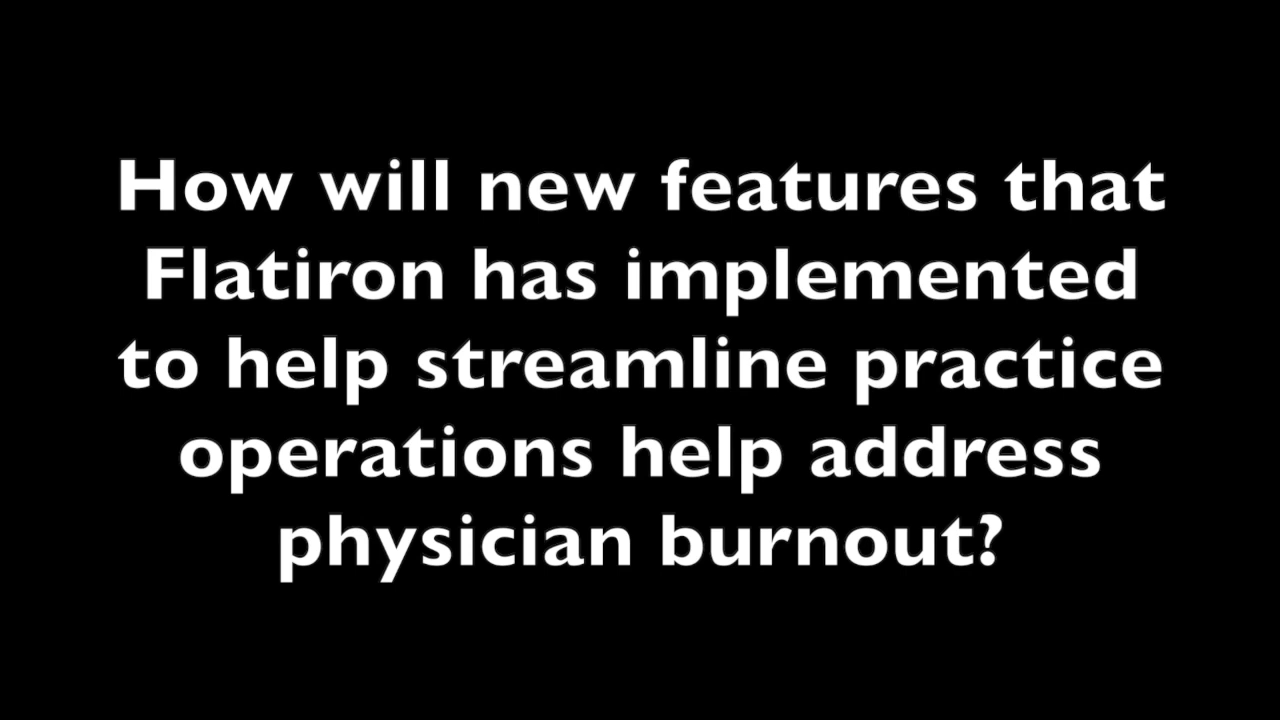 How will new features that
Flatiron has implemented
to help streamline practice
operations help address
physician burnout?